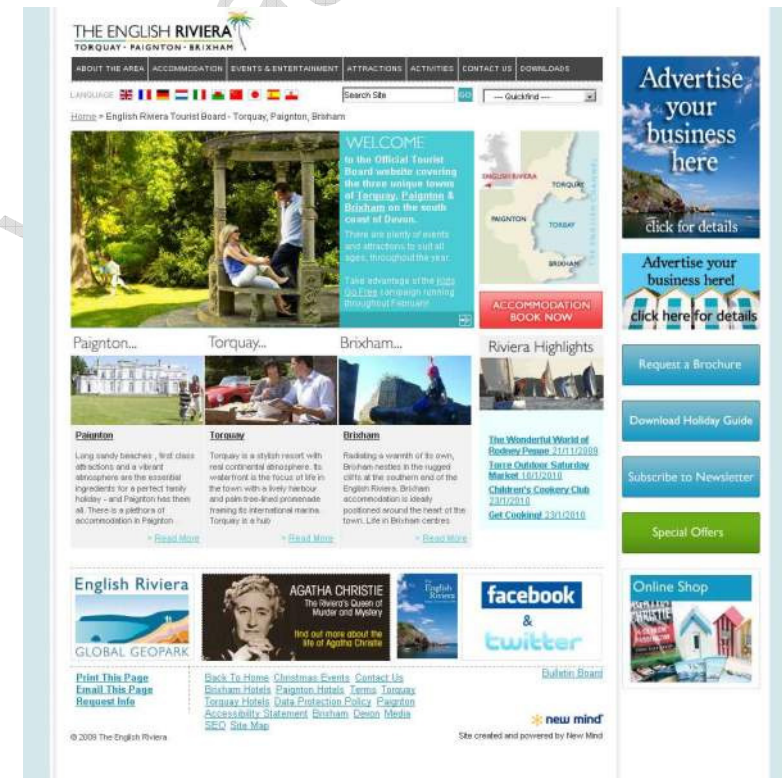 THE ENGLISH RIVIERA
TORQUAY · PAIGNTON · BRIXHAM
ABOUT THE AREA ACCOMMODATION EVENTS & ENTERTAINMENT ATTRACTIONS ACTIVITIES CONTACT US DOWNLOADS
LANGUAGE Search Site GO --- Quickfind ---
Home > English Riviera Tourist Board - Torquay, Paignton, Brixham
WELCOME
to the Official Tourist
Board website covering
the three unique towns
of Torquay, Paignton &
Brixham on the south
coast of Devon.
There are plenty of events
and attractions to suit all
ages, throughout the year.
Take advantage of the Kids
Go Free campaign running
throughout February!
ENGLISH RIVIERA
TORQUAY
PAIGNTON
TORBAY
BRIXHAM
THE ENGLISH CHANNEL
ACCOMMODATION
BOOK NOW
Paignton...
Paignton
Long sandy beaches , first class
attractions and a vibrant
atmosphere are the essential
ingredients for a perfect family
holiday - and Paignton has them
all. There is a plethora of
accommodation in Paignton
> Read More
Torquay...
Torquay
Torquay is a stylish resort with
real continental atmosphere. Its
waterfront is the focus of life in
the town with a lively harbour
and palm tree-lined promenade
framing its international marina.
Torquay is a hub
> Read More
Brixham...
Brixham
Radiating a warmth of its own,
Brixham nestles in the rugged
cliffs at the southern end of the
English Riviera. Brixham
accommodation is ideally
positioned around the heart of the
town. Life in Brixham centres
> Read More
Riviera Highlights
The Wonderful World of
Rodney Peppe 21/11/2009
Torre Outdoor Saturday
Market 16/1/2010
Children's Cookery Club
23/1/2010
Get Cooking! 23/1/2010
English Riviera
GLOBAL GEOPARK
AGATHA CHRISTIE
The Riviera's Queen of
Murder and Mystery
find out more about the
life of Agatha Christie
English
Riviera
facebook
&
twitter
Print This Page
Email This Page
Request Info
Back To Home Christmas Events Contact Us
Brixham Hotels Paignton Hotels Terms Torquay
Torquay Hotels Data Protection Policy Paignton
Accessibility Statement Brixham Devon Media
SEO Site Map
Bulletin Board
© 2009 The English Riviera
new mind
Site created and powered by New Mind
Advertise
your
business
here
click for details
Advertise your
business here!
click here for details
Request a Brochure
Download Holiday Guide
Subscribe to Newsletter
Special Offers
Online Shop
CHRISTIE